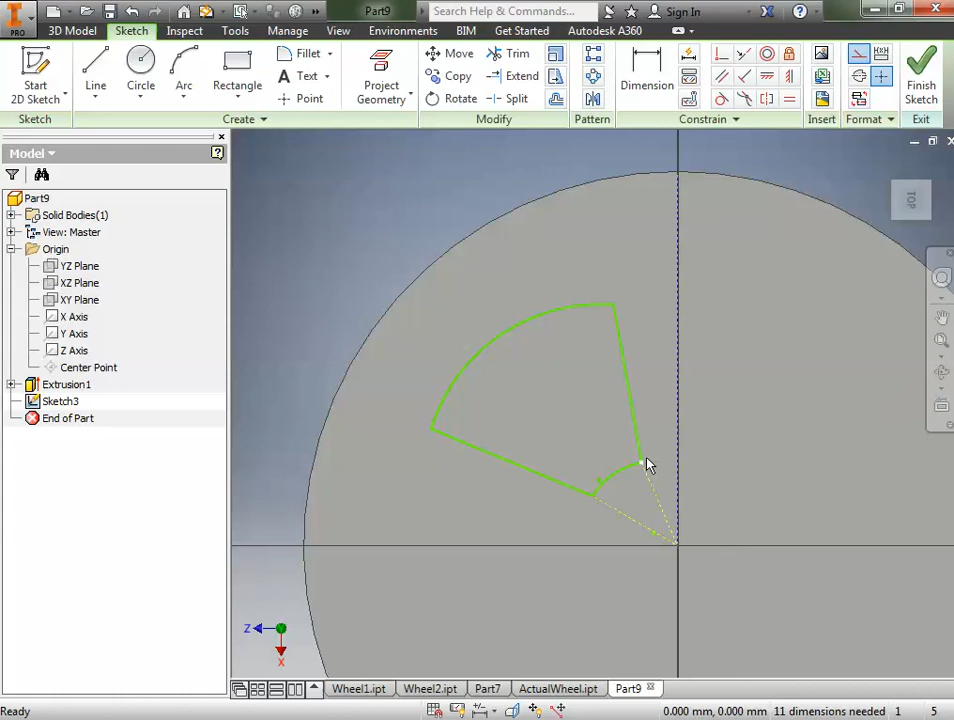 Part9
Search Help & Commands...
Sign In
PRO
3D Model
Sketch
Inspect
Tools
Manage
View
Environments
BIM
Get Started
Autodesk A360
Start
2D Sketch
Line
Circle
Arc
Rectangle
Fillet
Text
Point
Project
Geometry
Move
Copy
Rotate
Trim
Extend
Split
Dimension
Finish
Sketch
Sketch
Create
Modify
Pattern
Constrain
Insert
Format
Exit
Model
Part9
Solid Bodies(1)
View: Master
Origin
YZ Plane
XZ Plane
XY Plane
X Axis
Y Axis
Z Axis
Center Point
Extrusion1
Sketch3
End of Part
TOP
Z
X
Wheel1.ipt
Wheel2.ipt
Part7
ActualWheel.ipt
Part9
Ready
0.000 mm, 0.000 mm
11 dimensions needed
1
5